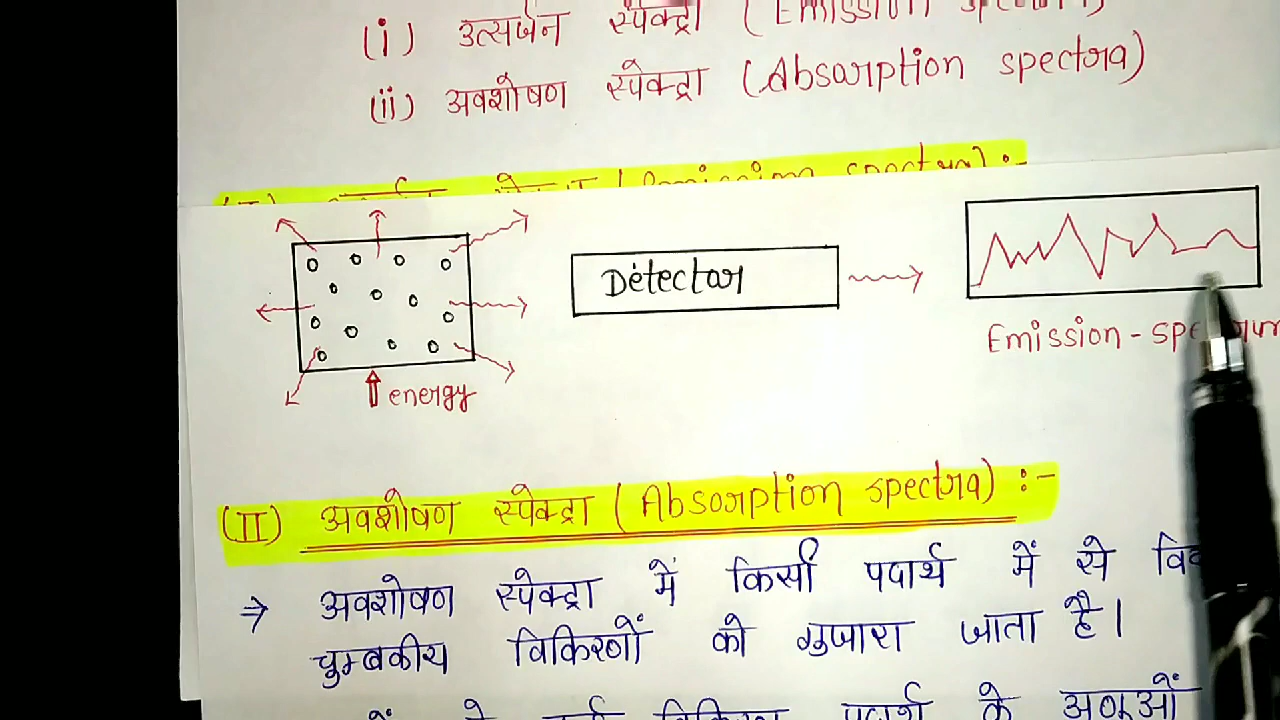 (i) उत्सर्जन स्पेक्ट्रा (Emission
(ii) अवशोषण स्पेक्ट्रा (Absorption spectra)
Detector
Emission -
energy
(II) अवशोषण स्पेक्ट्रा (Absorption spectra) :-
⇒ अवशोषण स्पेक्ट्रा में किसी पदार्थ में से
चुम्बकीय विकिरणों को गुजारा जाता है।
पदार्थ के अणुओं